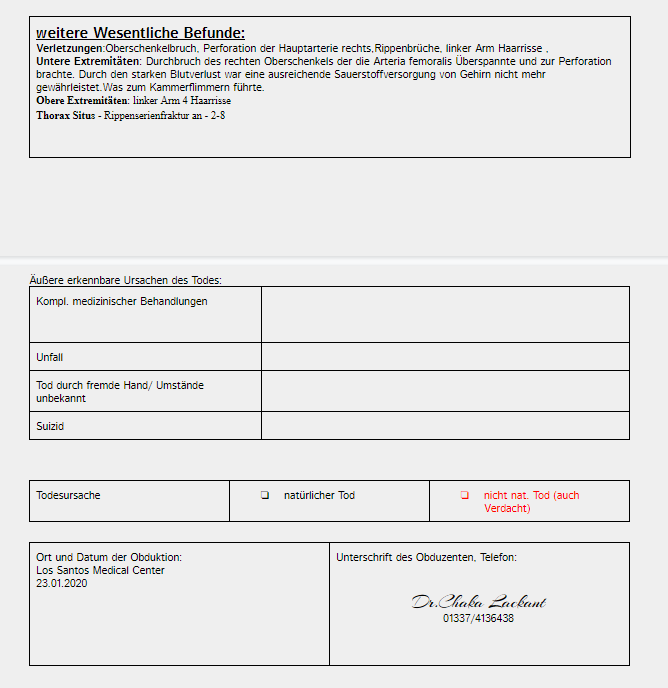 weitere Wesentliche Befunde:
Verletzungen:Oberschenkelbruch, Perforation der Hauptarterie rechts,Rippenbrüche, linker Arm Haarrisse ,
Untere Extremitäten: Durchbruch des rechten Oberschenkels der die Arteria femoralis Überspannte und zur Perforation
brachte. Durch den starken Blutverlust war eine ausreichende Sauerstoffversorgung von Gehirn nicht mehr
gewährleistet.Was zum Kammerflimmern führte.
Obere Extremitäten: linker Arm 4 Haarrisse
Thorax Situs - Rippenserienfraktur an - 2-8
Äußere erkennbare Ursachen des Todes:
Kompl. medizinischer Behandlungen
Unfall
Tod durch fremde Hand/ Umstände
unbekannt
Suizid
Todesursache
❏ natürlicher Tod
❏ nicht nat. Tod (auch
Verdacht)
Ort und Datum der Obduktion:
Los Santos Medical Center
23.01.2020
Unterschrift des Obduzenten, Telefon:
Dr.Chaka Lackant
01337/4136438